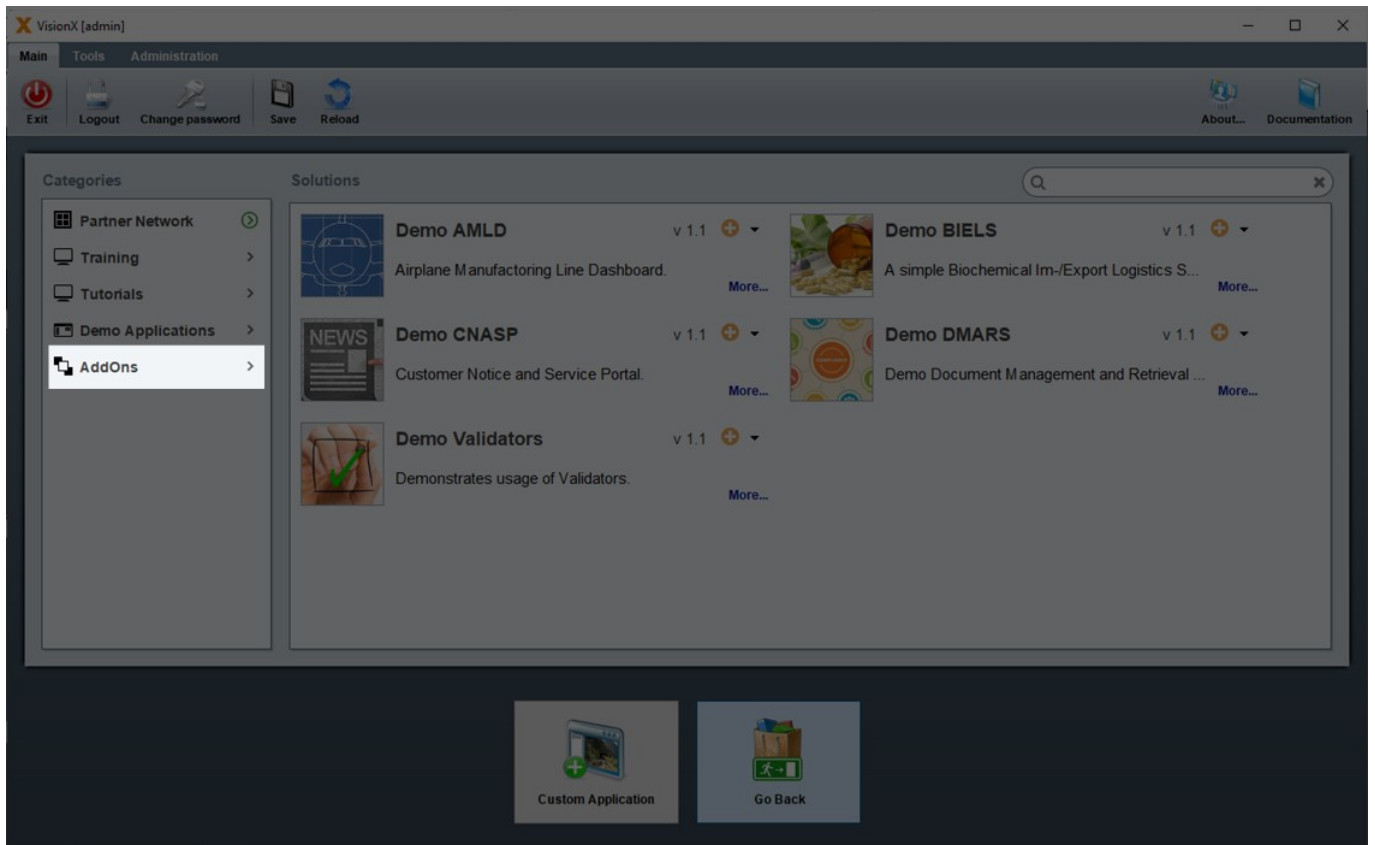 VisionX [admin]
Main Tools Administration
Exit Logout Change password Save Reload About... Documentation
Categories
Partner Network
Training
Tutorials
Demo Applications
AddOns
Solutions
Demo AMLD v 1.1
Airplane Manufactoring Line Dashboard.
More...
Demo BIELS v 1.1
A simple Biochemical Im-/Export Logistics S...
More...
NEWS
Demo CNASP v 1.1
Customer Notice and Service Portal.
More...
Demo DMARS v 1.1
Demo Document Management and Retrieval ...
More...
Demo Validators v 1.1
Demonstrates usage of Validators.
More...
Custom Application
Go Back